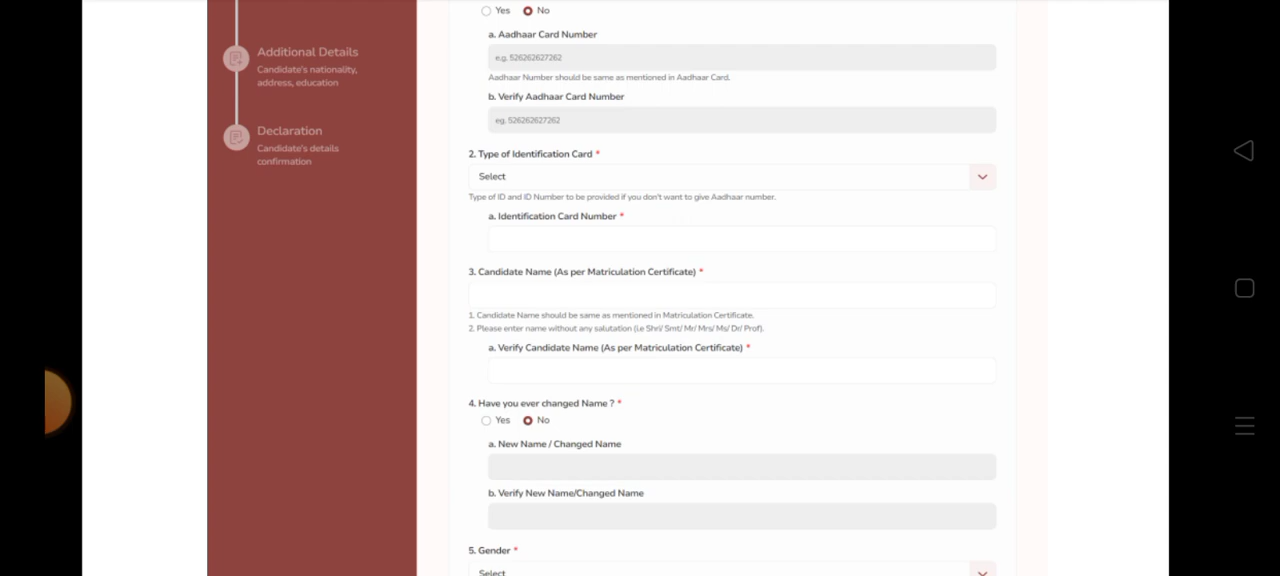 Yes No
a. Aadhaar Card Number
e.g. 526262627262
Aadhaar Number should be same as mentioned in Aadhaar Card.
b. Verify Aadhaar Card Number
eg. 526262627262
Additional Details
Candidate's nationality,
address, education
Declaration
Candidate's details
confirmation
2. Type of Identification Card *
Select
Type of ID and ID Number to be provided if you don't want to give Aadhaar number.
a. Identification Card Number *
3. Candidate Name (As per Matriculation Certificate) *
1. Candidate Name should be same as mentioned in Matriculation Certificate.
2. Please enter name without any salutation (i.e Shri/ Smt/ Mr/ Mrs/ Ms/ Dr/ Prof).
a. Verify Candidate Name (As per Matriculation Certificate) *
4. Have you ever changed Name ? *
Yes No
a. New Name / Changed Name
b. Verify New Name/Changed Name
5. Gender *
Select